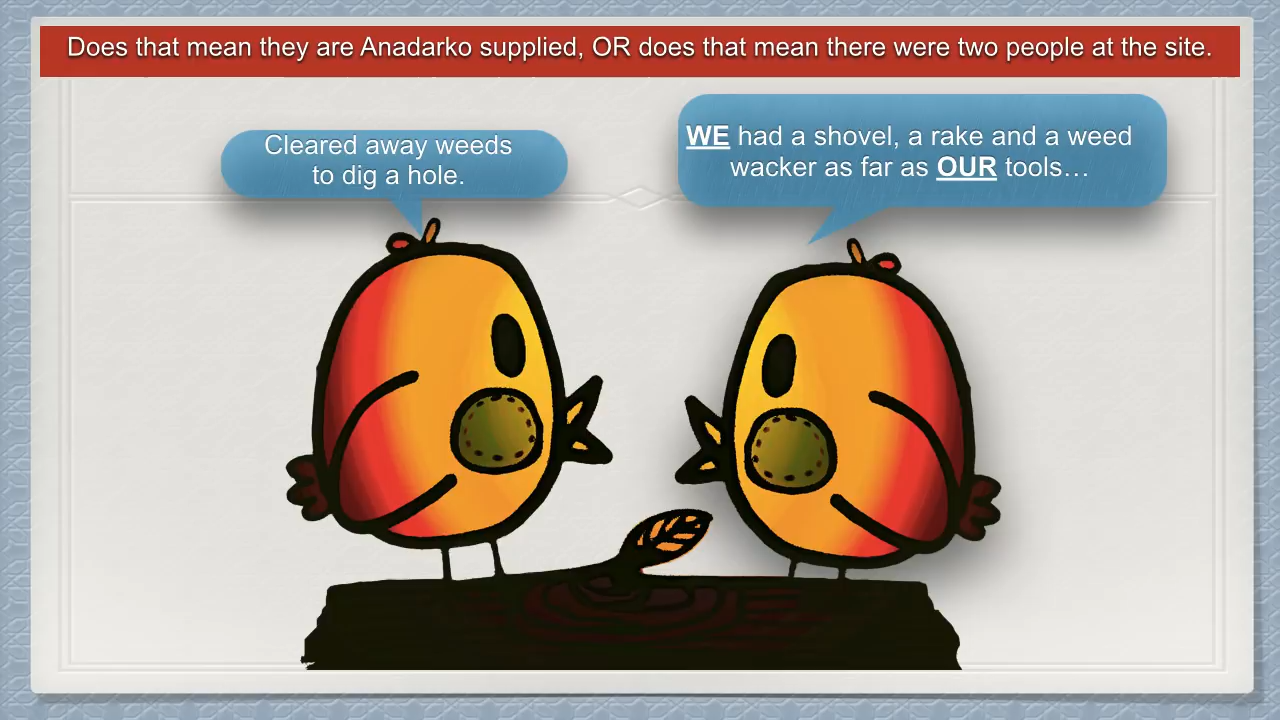 Does that mean they are Anadarko supplied, OR does that mean there were two people at the site.
Cleared away weeds
to dig a hole.
WE had a shovel, a rake and a weed
wacker as far as OUR tools…